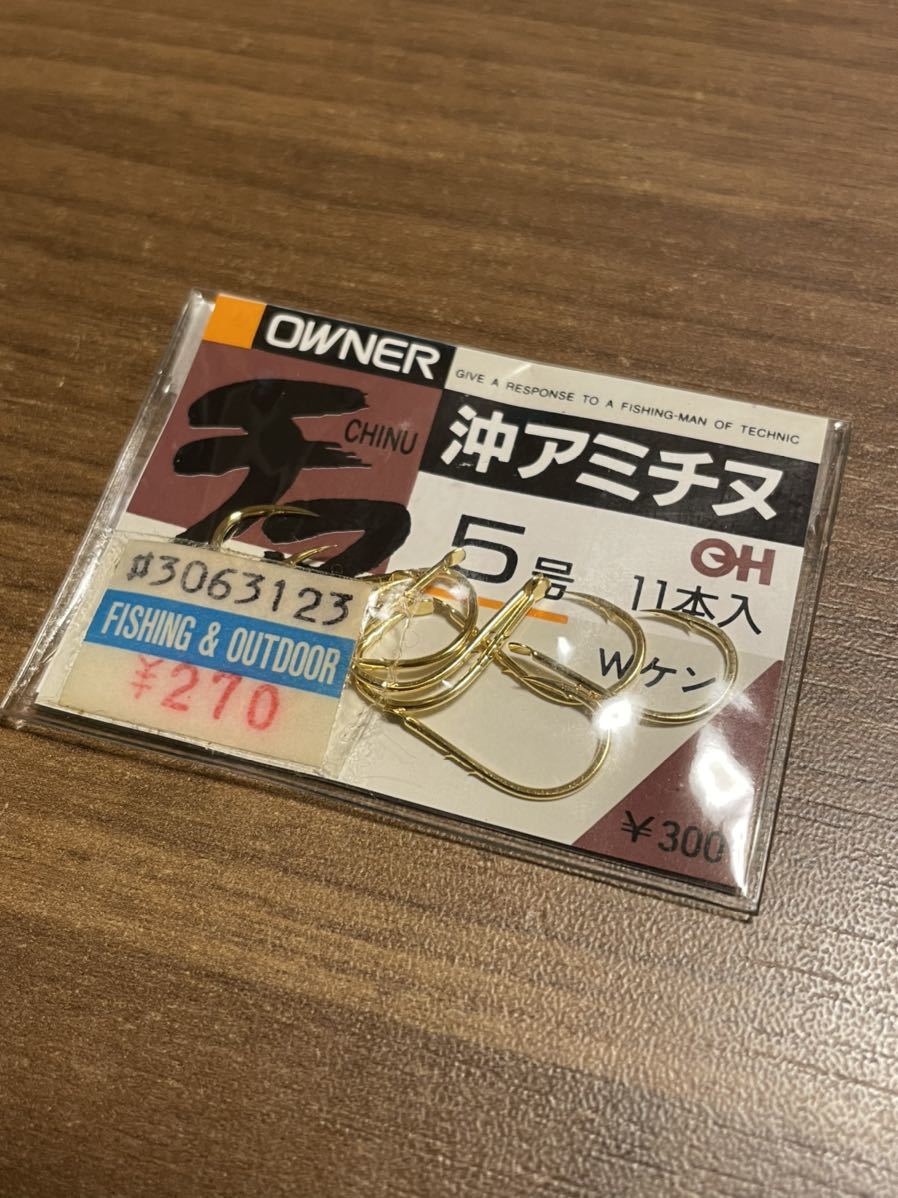 OWNER
GIVE A RESPONSE TO A FISHING-MAN OF TECHNIC
CHINU
沖アミチヌ
5号
11本入
Wケン
¥300
#3063123
FISHING & OUTDOOR
¥270